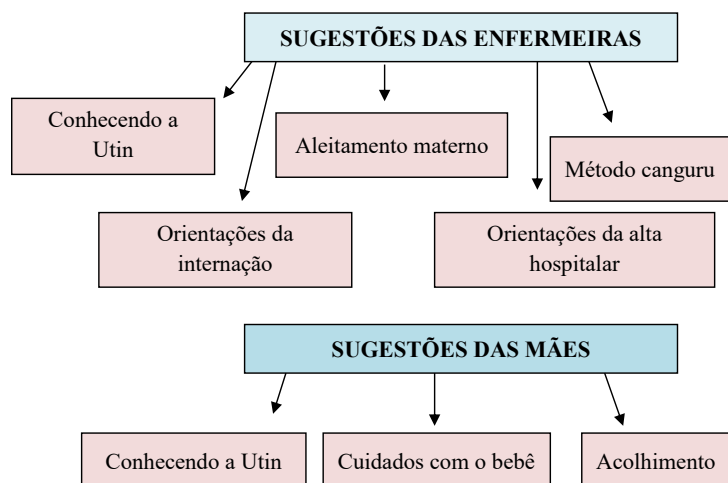 SUGESTÕES DAS ENFERMEIRAS
Conhecendo a
Utin
Aleitamento materno
Método canguru
Orientações da
internação
Orientações da alta
hospitalar
SUGESTÕES DAS MÃES
Conhecendo a Utin
Cuidados com o bebê
Acolhimento